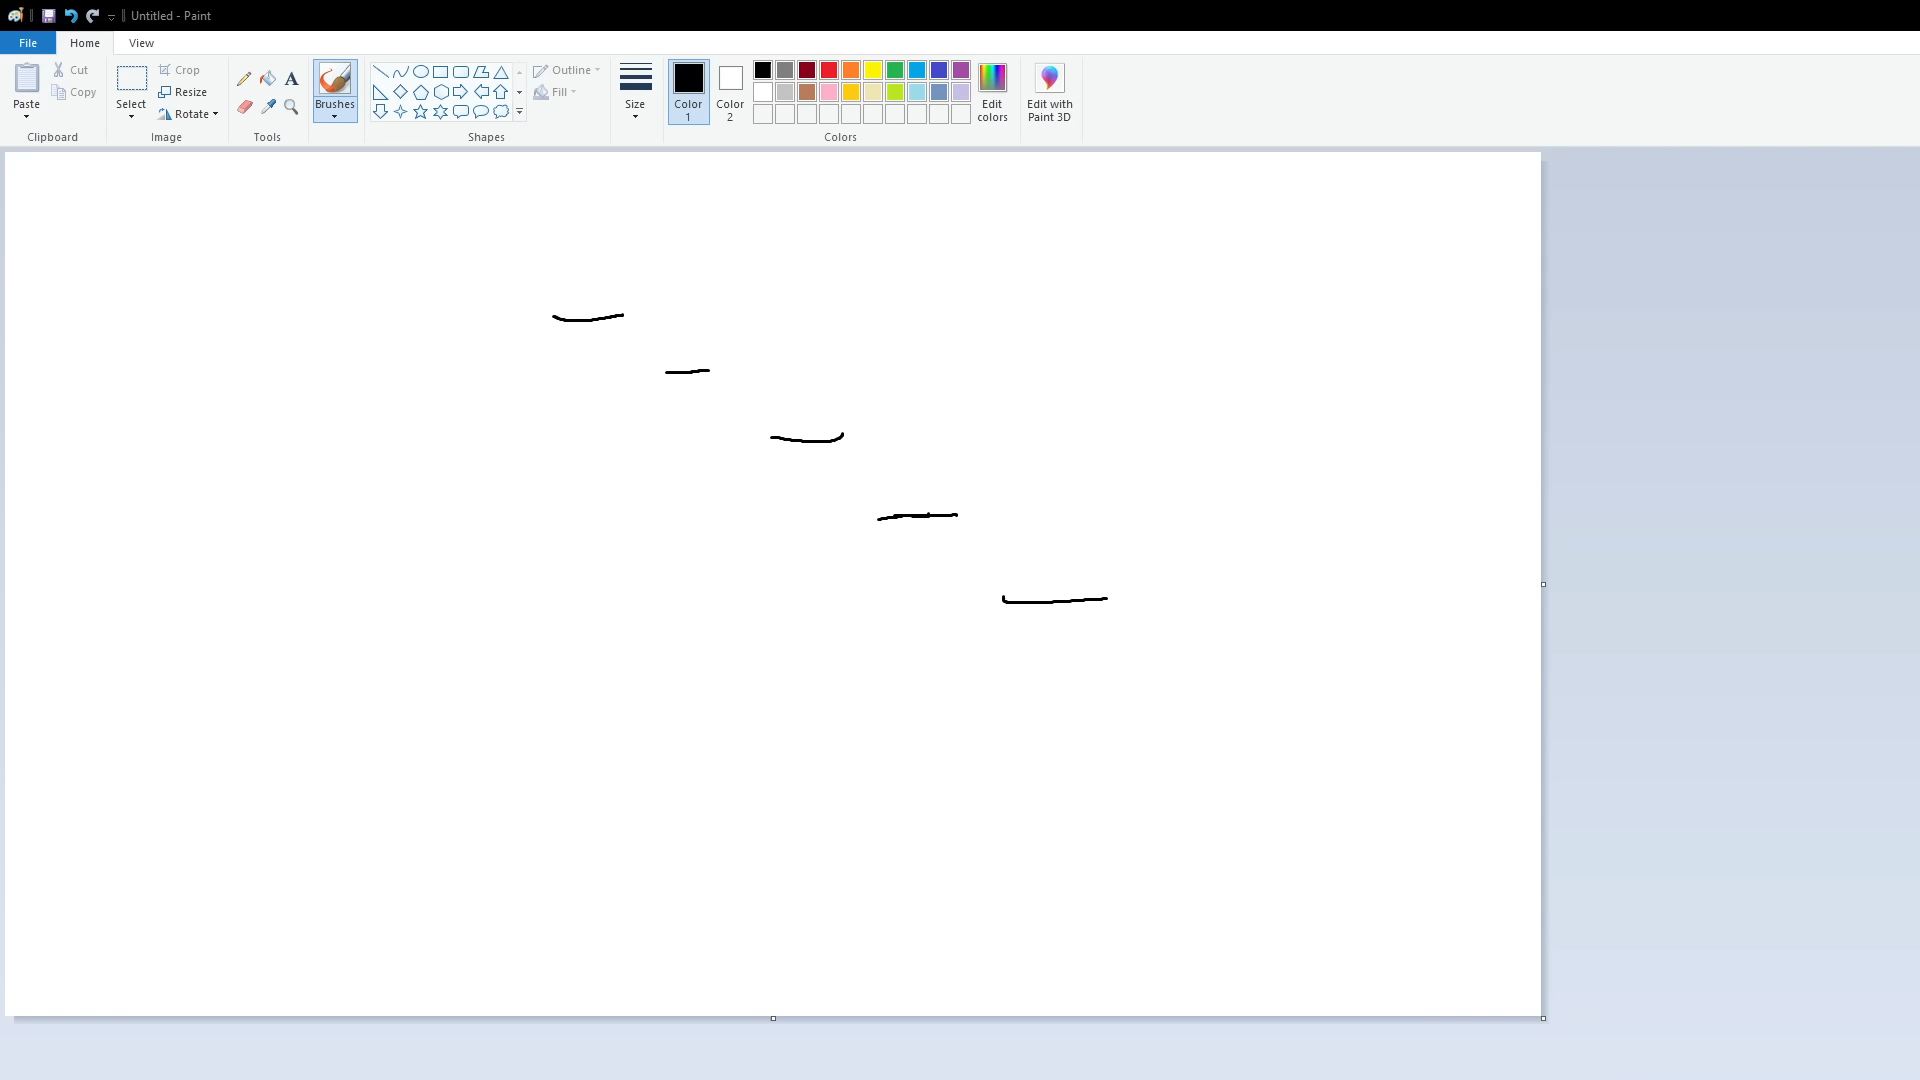 Untitled - Paint
File Home View
Paste Cut Copy Clipboard
Select Crop Resize Rotate Image
A Tools
Brushes
Outline Fill Shapes
Size
Color 1 Color 2 Edit colors Colors
Edit with Paint 3D